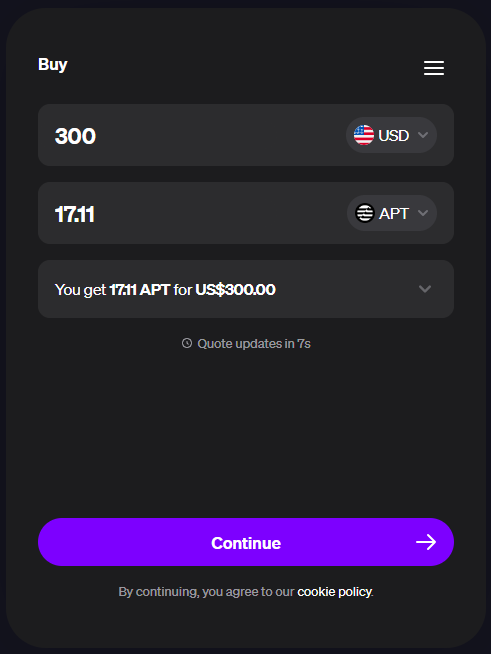 Buy
300 USD
17.11 APT
You get 17.11 APT for US$300.00
Quote updates in 7s
Continue
By continuing, you agree to our cookie policy.